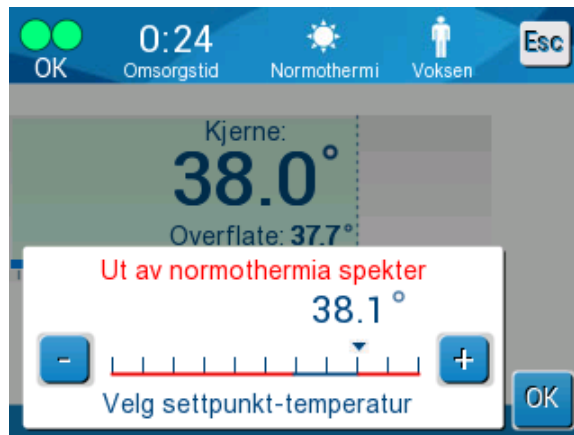 OK
0:24
Omsorgstid
Normothermi
Voksen
Esc
Kjerne:
38.0°
Overflate: 37.7°
Ut av normothermia spekter
38.1 °
-
+
Velg settpunkt-temperatur
OK